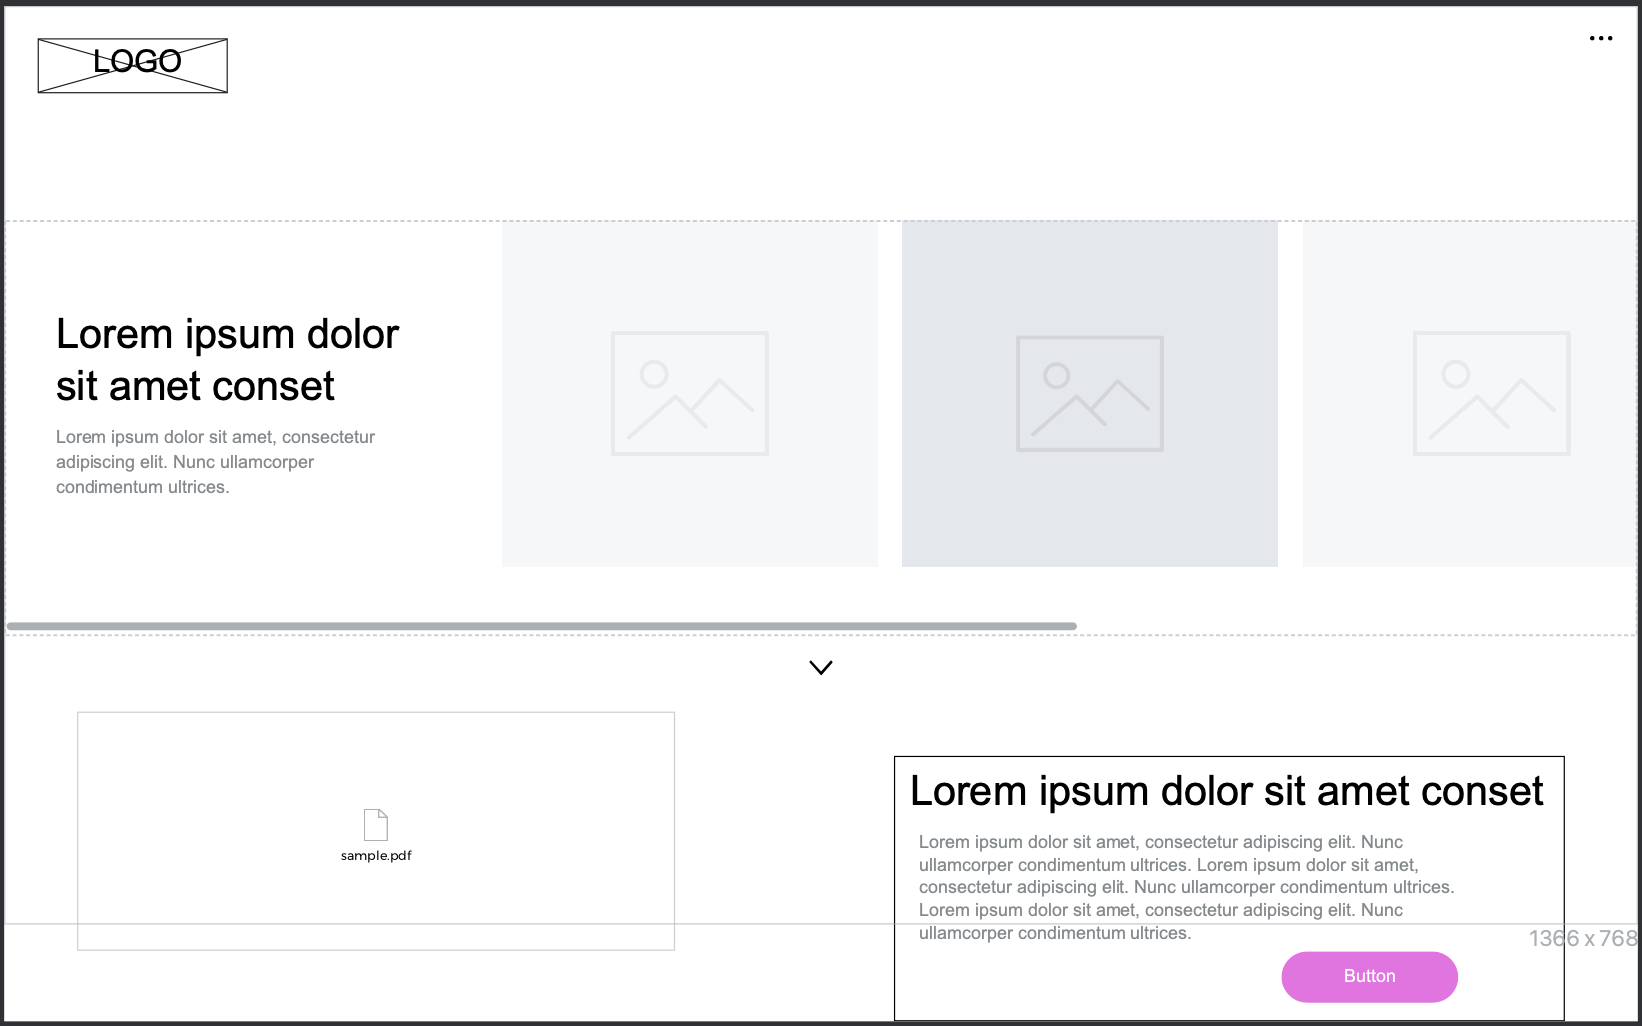 LOGO
Lorem ipsum dolor
sit amet conset
Lorem ipsum dolor sit amet, consectetur
adipiscing elit. Nunc ullamcorper
condimentum ultrices.
sample.pdf
Lorem ipsum dolor sit amet conset
Lorem ipsum dolor sit amet, consectetur adipiscing elit. Nunc
ullamcorper condimentum ultrices. Lorem ipsum dolor sit amet,
consectetur adipiscing elit. Nunc ullamcorper condimentum ultrices.
Lorem ipsum dolor sit amet, consectetur adipiscing elit. Nunc
ullamcorper condimentum ultrices.
1366 x 768
Button